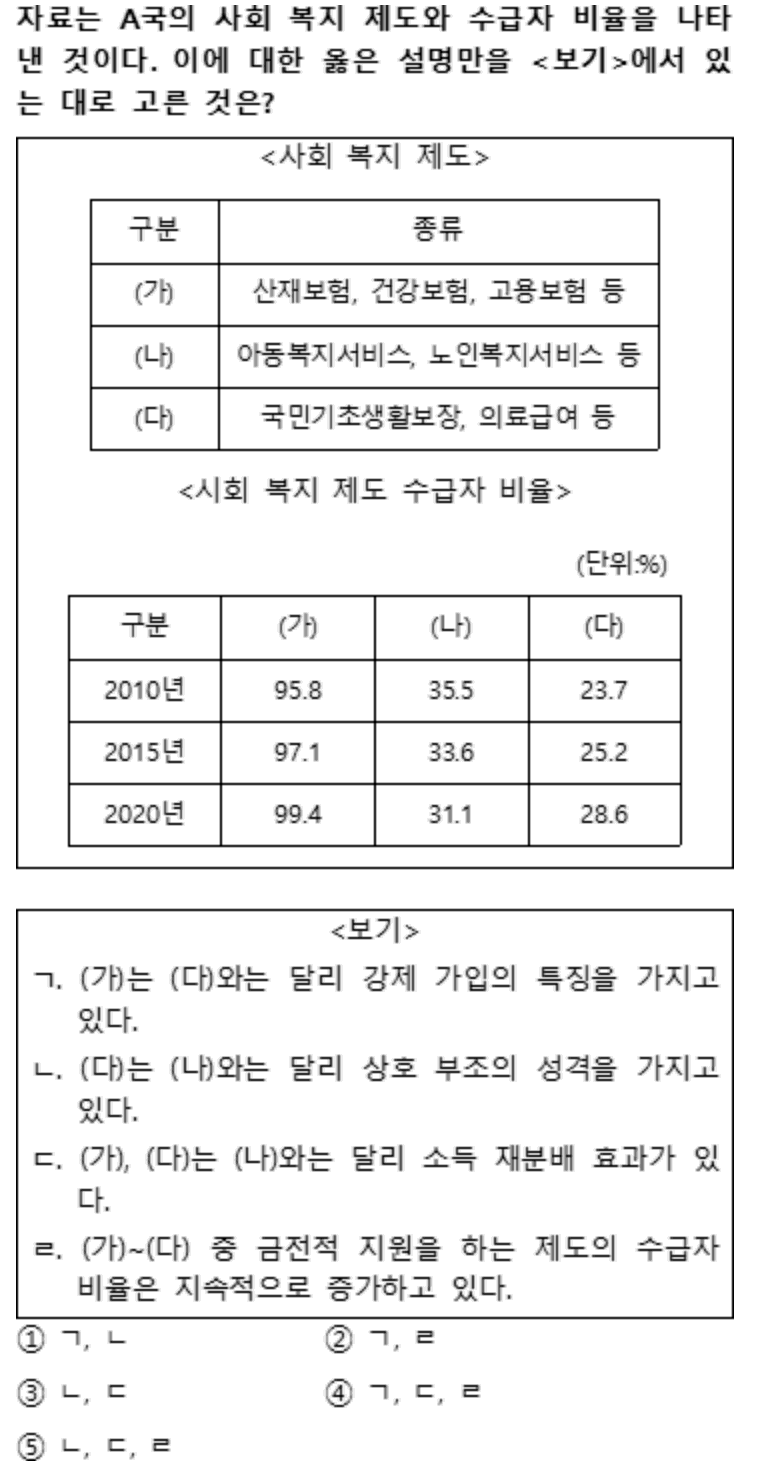 자료는 A국의 사회 복지 제도와 수급자 비율을 나타
낸 것이다. 이에 대한 옳은 설명만을 <보기>에서 있
는 대로 고른 것은?
<사회 복지 제도>
구분 종류
(가) 산재보험, 건강보험, 고용보험 등
(나) 아동복지서비스, 노인복지서비스 등
(다) 국민기초생활보장, 의료급여 등
<시회 복지 제도 수급자 비율>
(단위:%)
구분 (가) (나) (다)
2010년 95.8 35.5 23.7
2015년 97.1 33.6 25.2
2020년 99.4 31.1 28.6
<보기>
ㄱ. (가)는 (다)와는 달리 강제 가입의 특징을 가지고
있다.
ㄴ. (다)는 (나)와는 달리 상호 부조의 성격을 가지고
있다.
ㄷ. (가), (다)는 (나)와는 달리 소득 재분배 효과가 있
다.
ㄹ. (가)~(다) 중 금전적 지원을 하는 제도의 수급자
비율은 지속적으로 증가하고 있다.
① ㄱ, ㄴ ② ㄱ, ㄹ
③ ㄴ, ㄷ ④ ㄱ, ㄷ, ㄹ
⑤ ㄴ, ㄷ, ㄹ